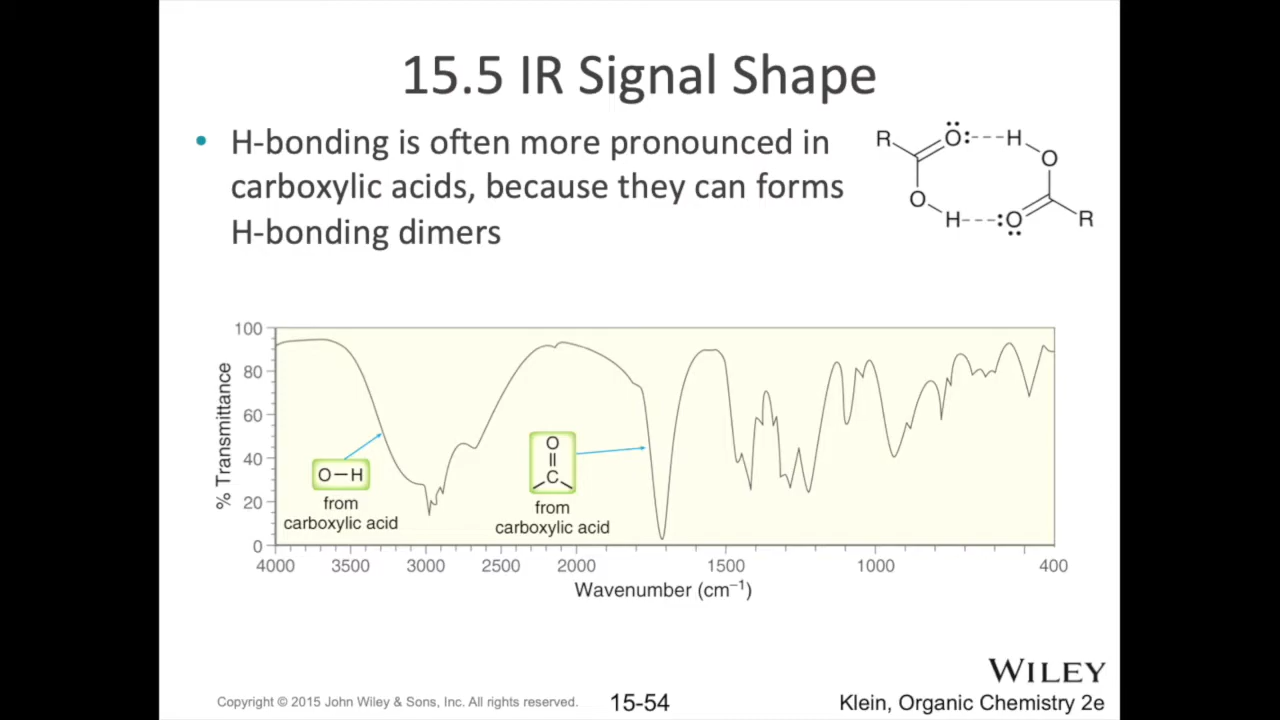 15.5 IR Signal Shape
• H-bonding is often more pronounced in
carboxylic acids, because they can forms
H-bonding dimers
R
O
H
O
O
H
O
R
100
80
60
40
20
0
% Transmittance
O–H
from
carboxylic acid
O
C
from
carboxylic acid
4000 3500 3000 2500 2000 1500 1000 400
Wavenumber (cm⁻¹)
WILEY
Copyright © 2015 John Wiley & Sons, Inc. All rights reserved.
15-54
Klein, Organic Chemistry 2e